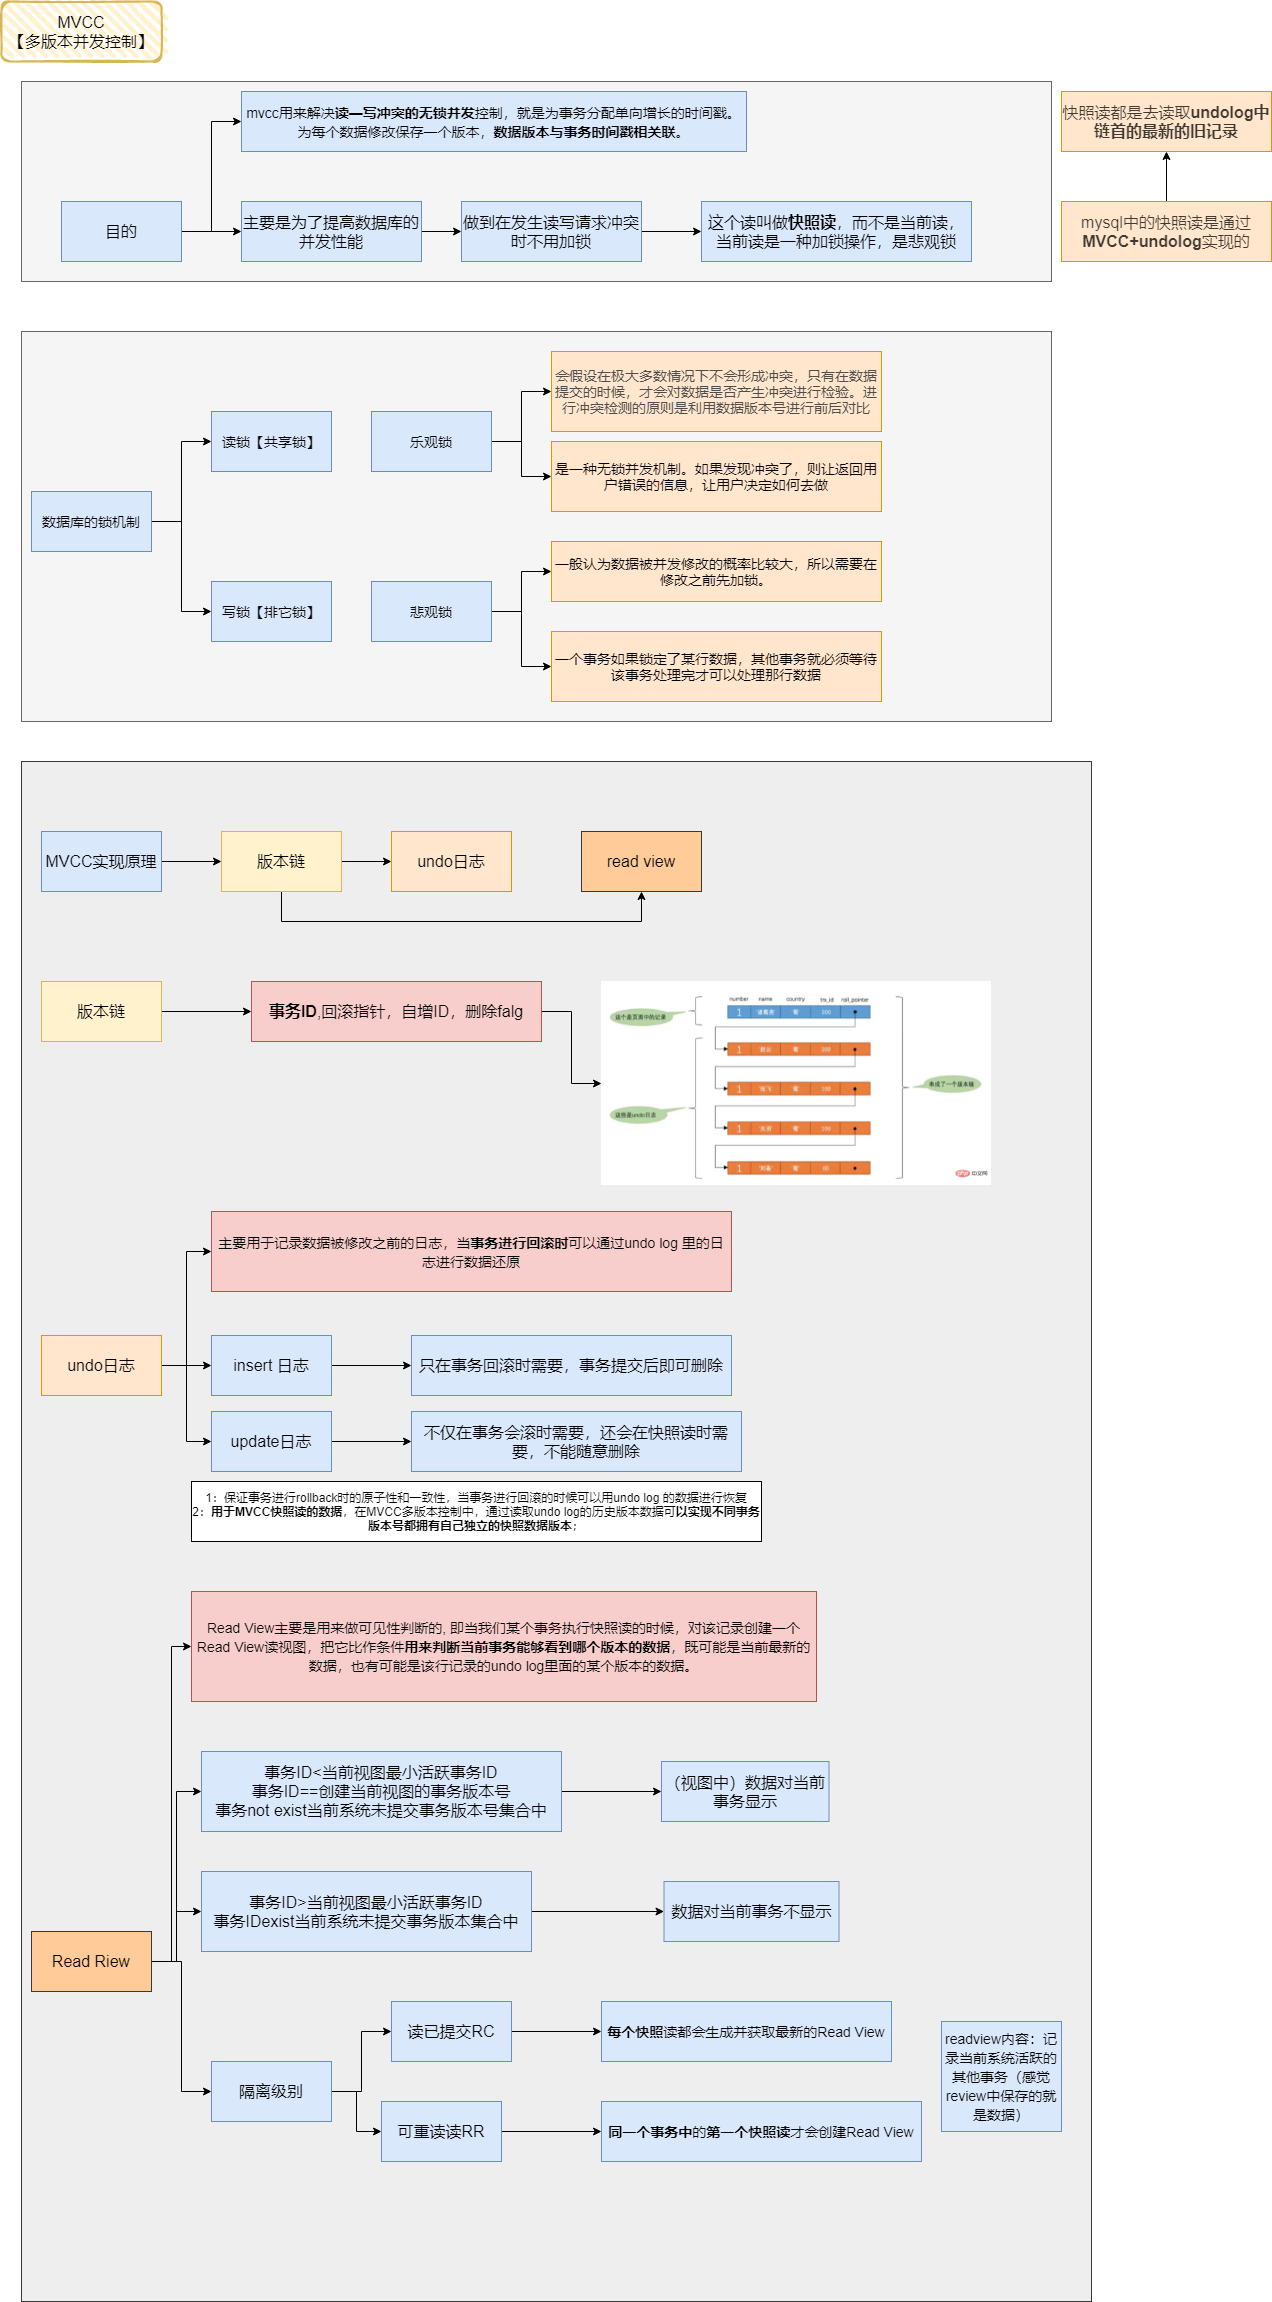 MVCC
【多版本并发控制】
mvcc用来解决读—写冲突的无锁并发控制，就是为事务分配单向增长的时间戳。
为每个数据修改保存一个版本，数据版本与事务时间戳相关联。
快照读都是去读取undolog中
链首的最新的旧记录
目的
主要是为了提高数据库的
并发性能
做到在发生读写请求冲突
时不用加锁
这个读叫做快照读，而不是当前读，
当前读是一种加锁操作，是悲观锁
mysql中的快照读是通过
MVCC+undolog实现的
会假设在极大多数情况下不会形成冲突，只有在数据
提交的时候，才会对数据是否产生冲突进行检验。进
行冲突检测的原则是利用数据版本号进行前后对比
读锁【共享锁】
乐观锁
是一种无锁并发机制。如果发现冲突了，则让返回用
户错误的信息，让用户决定如何去做
数据库的锁机制
一般认为数据被并发修改的概率比较大，所以需要在
修改之前先加锁。
写锁【排它锁】
悲观锁
一个事务如果锁定了某行数据，其他事务就必须等待
该事务处理完才可以处理那行数据
MVCC实现原理
版本链
undo日志
read view
版本链
事务ID,回滚指针，自增ID，删除falg
number name country trx_id roll_pointer
这个是页面中的记录
1
1
1
串成了一个版本链
这些是undo日志
1
1
php 中文网
主要用于记录数据被修改之前的日志，当事务进行回滚时可以通过undo log 里的日
志进行数据还原
undo日志
insert 日志
只在事务回滚时需要，事务提交后即可删除
update日志
不仅在事务会滚时需要，还会在快照读时需
要，不能随意删除
1：保证事务进行rollback时的原子性和一致性，当事务进行回滚的时候可以用undo log 的数据进行恢复
2：用于MVCC快照读的数据，在MVCC多版本控制中，通过读取undo log的历史版本数据可以实现不同事务
版本号都拥有自己独立的快照数据版本；
Read View主要是用来做可见性判断的, 即当我们某个事务执行快照读的时候，对该记录创建一个
Read View读视图，把它比作条件用来判断当前事务能够看到哪个版本的数据，既可能是当前最新的
数据，也有可能是该行记录的undo log里面的某个版本的数据。
事务ID<当前视图最小活跃事务ID
事务ID==创建当前视图的事务版本号
事务not exist当前系统未提交事务版本号集合中
（视图中）数据对当前
事务显示
事务ID>当前视图最小活跃事务ID
事务IDexist当前系统未提交事务版本集合中
数据对当前事务不显示
Read Riew
读已提交RC
每个快照读都会生成并获取最新的Read View
readview内容：记
录当前系统活跃的
其他事务（感觉
review中保存的就
是数据）
隔离级别
可重读读RR
同一个事务中的第一个快照读才会创建Read View